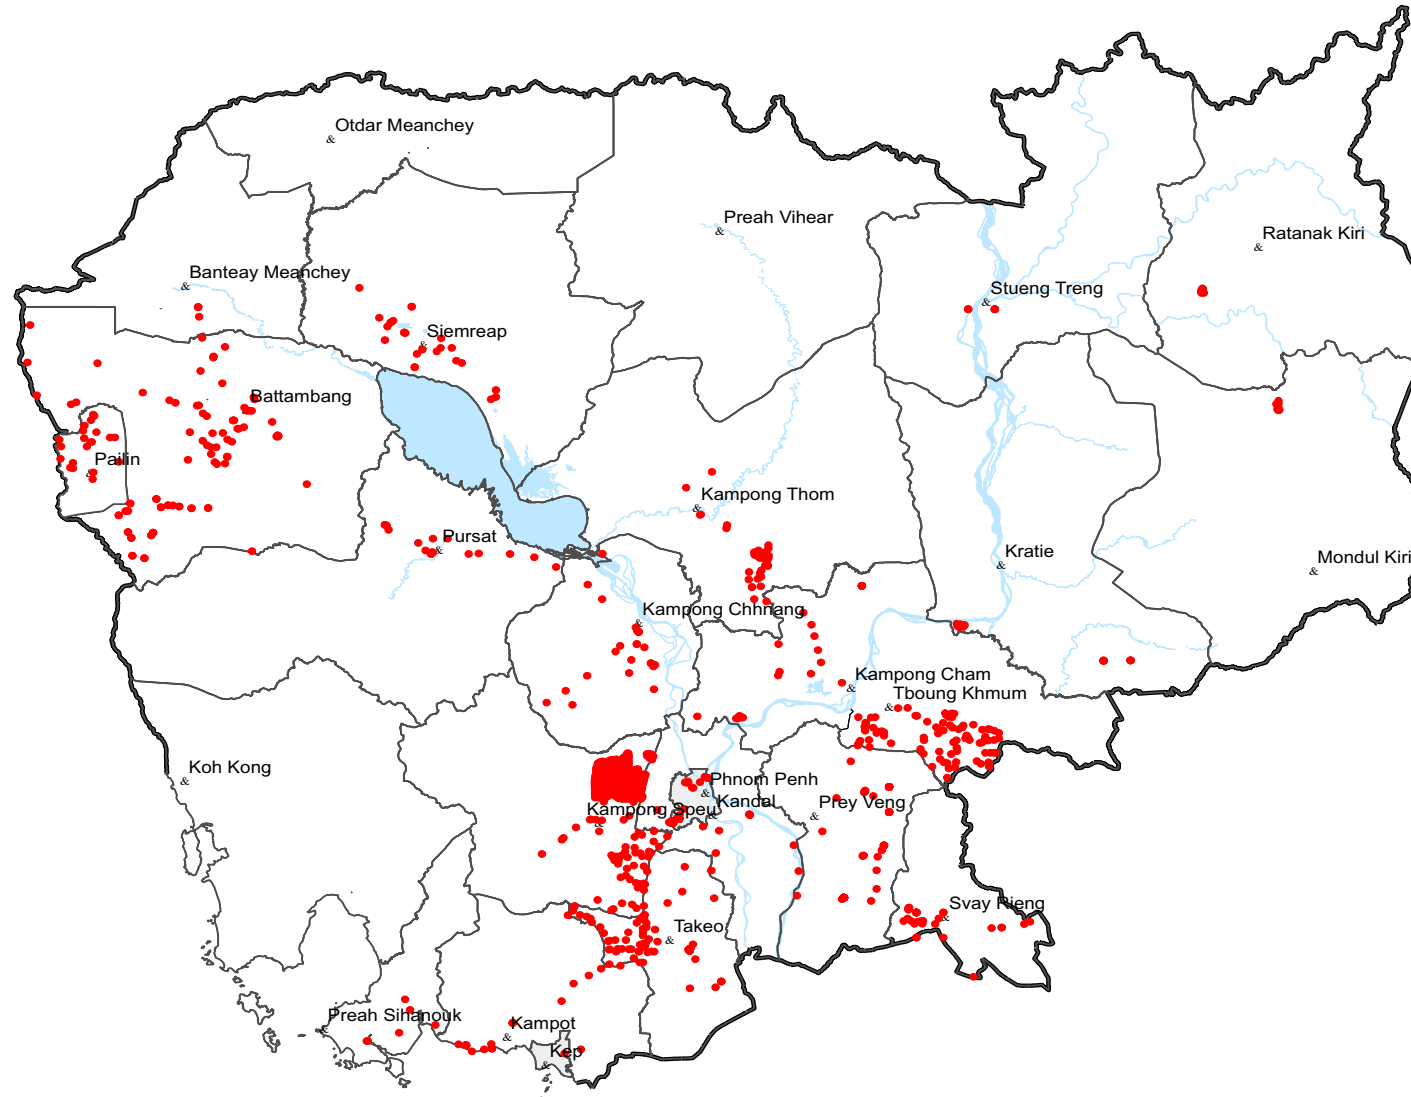 Otdar Meanchey
&
Preah Vihear
&
Ratanak Kiri
&
Banteay Meanchey
&
Stueng Treng
&
Siemreap
&
Battambang
Pailin
&
Kampong Thom
&
Pursat
&
Kratie
&
Mondul Kiri
&
Kampong Chhnang
&
Kampong Cham
&
Tboung Khmum
&
Koh Kong
&
Phnom Penh
&
Kandal
&
Prey Veng
&
Kampong Speu
&
Svay Rieng
&
Takeo
&
Preah Sihanouk
&
Kampot
&
Kep
&